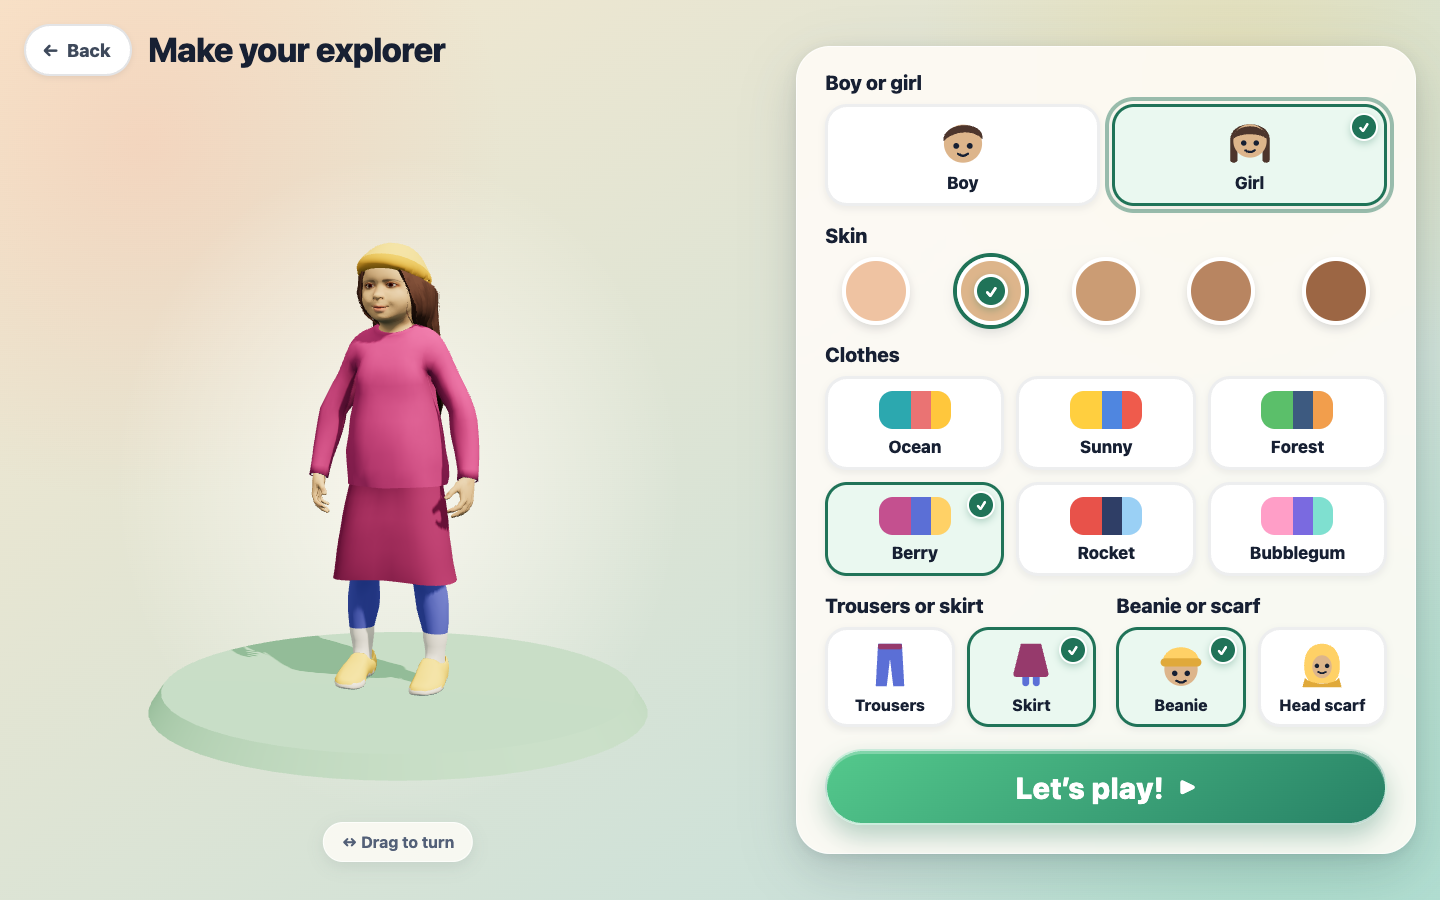 ← Back
Make your explorer
Boy or girl
Boy
Girl
Skin
Clothes
Ocean
Sunny
Forest
Berry
Rocket
Bubblegum
Trousers or skirt
Beanie or scarf
Trousers
Skirt
Beanie
Head scarf
Let's play!
↔ Drag to turn